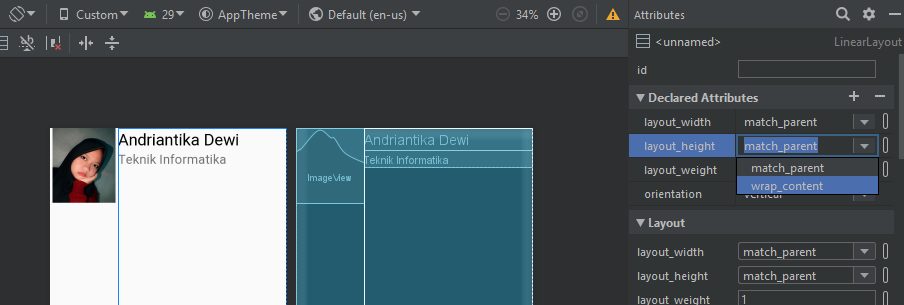 Custom 29 AppTheme Default (en-us) 34% Attributes
<unnamed> LinearLayout
id
Declared Attributes
layout_width match_parent
layout_height match_parent
match_parent
wrap_content
layout_weight
orientation vertical
Layout
layout_width match_parent
layout_height match_parent
layout_weight 1
Andriantika Dewi
Teknik Informatika
Andriantika Dewi
Teknik Informatika
ImageView